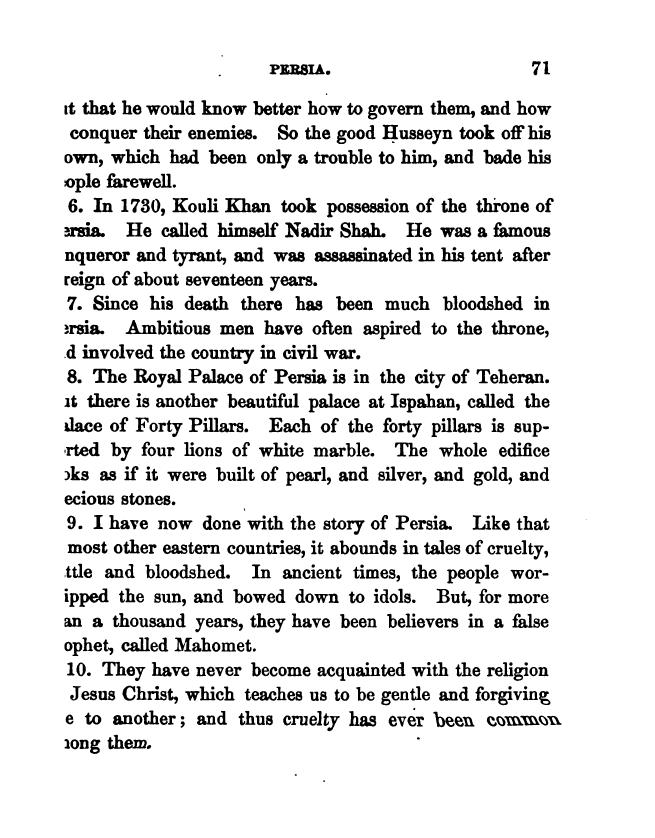 PERSIA. 71
t that he would know better how to govern them, and how
conquer their enemies. So the good Husseyn took off his
own, which had been only a trouble to him, and bade his
ople farewell.
6. In 1730, Kouli Khan took possession of the throne of
ersia. He called himself Nadir Shah. He was a famous
nqueror and tyrant, and was assassinated in his tent after
reign of about seventeen years.
7. Since his death there has been much bloodshed in
ersia. Ambitious men have often aspired to the throne,
d involved the country in civil war.
8. The Royal Palace of Persia is in the city of Teheran.
ut there is another beautiful palace at Ispahan, called the
alace of Forty Pillars. Each of the forty pillars is sup-
rted by four lions of white marble. The whole edifice
oks as if it were built of pearl, and silver, and gold, and
ecious stones.
9. I have now done with the story of Persia. Like that
most other eastern countries, it abounds in tales of cruelty,
ttle and bloodshed. In ancient times, the people wor-
ipped the sun, and bowed down to idols. But, for more
an a thousand years, they have been believers in a false
ophet, called Mahomet.
10. They have never become acquainted with the religion
Jesus Christ, which teaches us to be gentle and forgiving
e to another; and thus cruelty has ever been common
nong them.